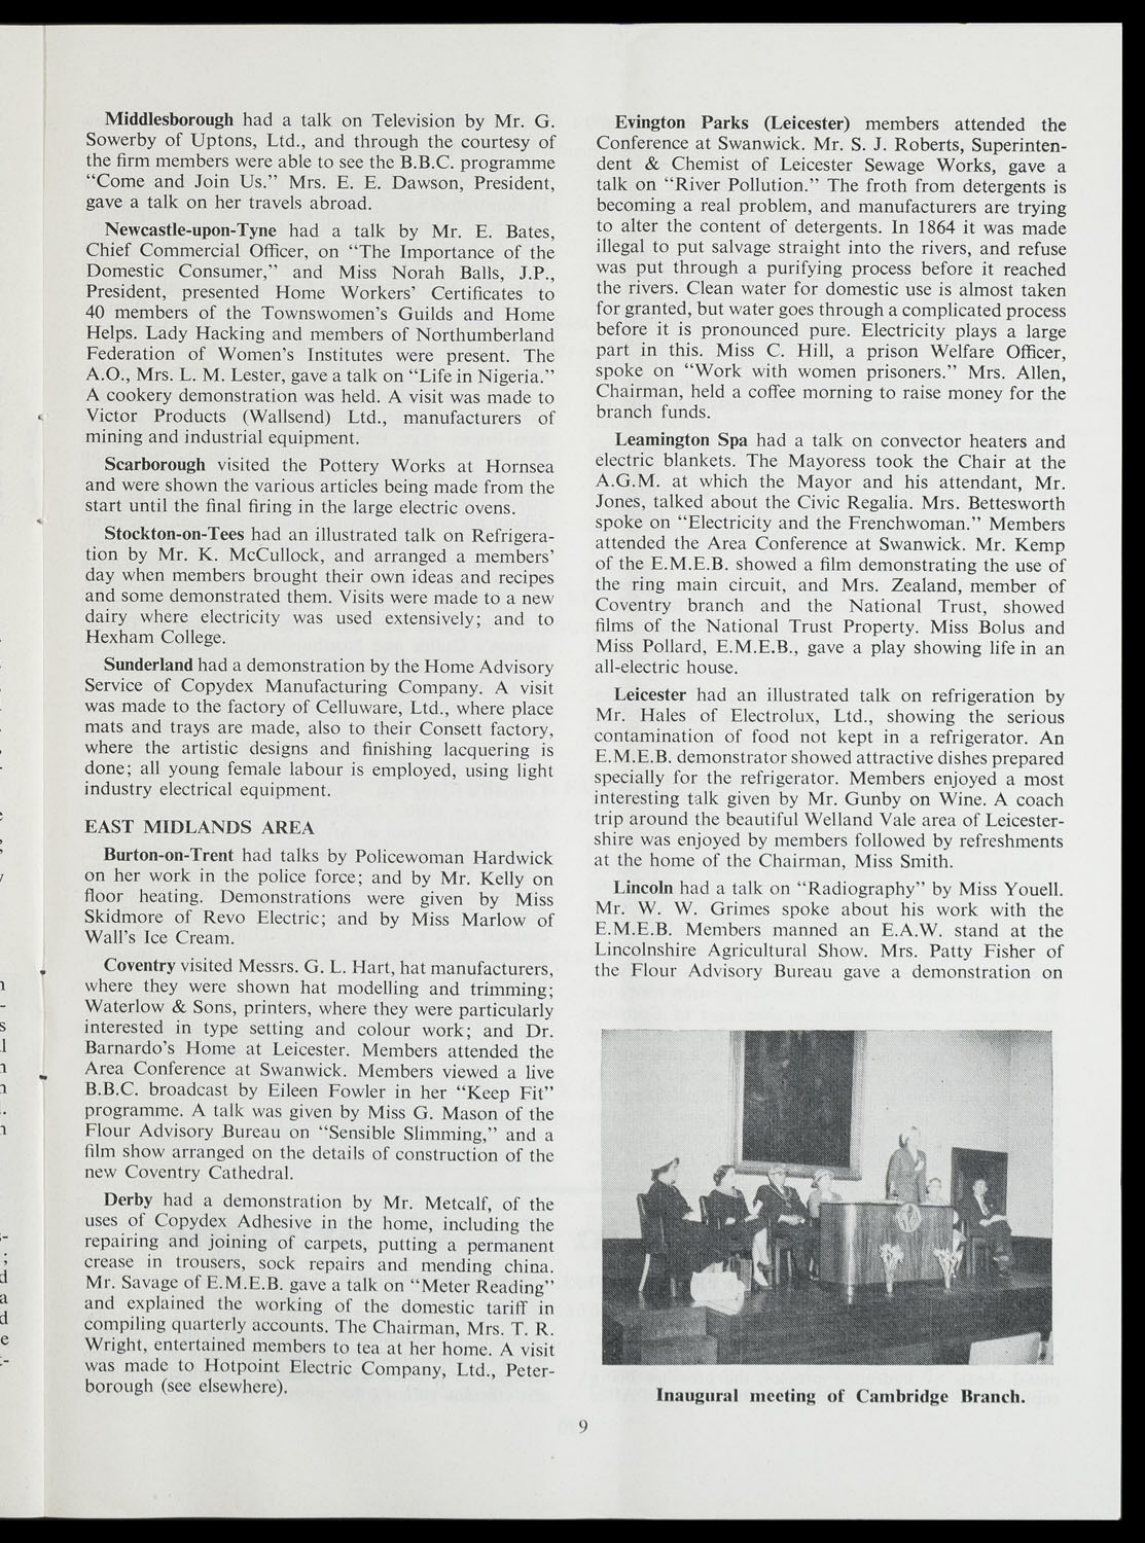 Middlesborough had a talk on Television by Mr. G.
Sowerby of Uptons, Ltd., and through the courtesy of
the firm members were able to see the B.B.C. programme
“Come and Join Us.” Mrs. E. E. Dawson, President,
gave a talk on her travels abroad.
Newcastle-upon-Tyne had a talk by Mr. E. Bates,
Chief Commercial Officer, on “The Importance of the
Domestic Consumer,” and Miss Norah Balls, J.P.,
President, presented Home Workers’ Certificates to
40 members of the Townswomen’s Guilds and Home
Helps. Lady Hacking and members of Northumberland
Federation of Women’s Institutes were present. The
A.O., Mrs. L. M. Lester, gave a talk on “Life in Nigeria.”
A cookery demonstration was held. A visit was made to
Victor Products (Wallsend) Ltd., manufacturers of
mining and industrial equipment.
Scarborough visited the Pottery Works at Hornsea
and were shown the various articles being made from the
start until the final firing in the large electric ovens.
Stockton-on-Tees had an illustrated talk on Refrigera-
tion by Mr. K. McCullock, and arranged a members’
day when members brought their own ideas and recipes
and some demonstrated them. Visits were made to a new
dairy where electricity was used extensively; and to
Hexham College.
Sunderland had a demonstration by the Home Advisory
Service of Copydex Manufacturing Company. A visit
was made to the factory of Celluware, Ltd., where place
mats and trays are made, also to their Consett factory,
where the artistic designs and finishing lacquering is
done; all young female labour is employed, using light
industry electrical equipment.
EAST MIDLANDS AREA
Burton-on-Trent had talks by Policewoman Hardwick
on her work in the police force; and by Mr. Kelly on
floor heating. Demonstrations were given by Miss
Skidmore of Revo Electric; and by Miss Marlow of
Wall’s Ice Cream.
Coventry visited Messrs. G. L. Hart, hat manufacturers,
where they were shown hat modelling and trimming;
Waterlow & Sons, printers, where they were particularly
interested in type setting and colour work; and Dr.
Barnardo’s Home at Leicester. Members attended the
Area Conference at Swanwick. Members viewed a live
B.B.C. broadcast by Eileen Fowler in her “Keep Fit”
programme. A talk was given by Miss G. Mason of the
Flour Advisory Bureau on “Sensible Slimming,” and a
film show arranged on the details of construction of the
new Coventry Cathedral.
Derby had a demonstration by Mr. Metcalf, of the
uses of Copydex Adhesive in the home, including the
repairing and joining of carpets, putting a permanent
crease in trousers, sock repairs and mending china.
Mr. Savage of E.M.E.B. gave a talk on “Meter Reading”
and explained the working of the domestic tariff in
compiling quarterly accounts. The Chairman, Mrs. T. R.
Wright, entertained members to tea at her home. A visit
was made to Hotpoint Electric Company, Ltd., Peter-
borough (see elsewhere).
Evington Parks (Leicester) members attended the
Conference at Swanwick. Mr. S. J. Roberts, Superinten-
dent & Chemist of Leicester Sewage Works, gave a
talk on “River Pollution.” The froth from detergents is
becoming a real problem, and manufacturers are trying
to alter the content of detergents. In 1864 it was made
illegal to put salvage straight into the rivers, and refuse
was put through a purifying process before it reached
the rivers. Clean water for domestic use is almost taken
for granted, but water goes through a complicated process
before it is pronounced pure. Electricity plays a large
part in this. Miss C. Hill, a prison Welfare Officer,
spoke on “Work with women prisoners.” Mrs. Allen,
Chairman, held a coffee morning to raise money for the
branch funds.
Leamington Spa had a talk on convector heaters and
electric blankets. The Mayoress took the Chair at the
A.G.M. at which the Mayor and his attendant, Mr.
Jones, talked about the Civic Regalia. Mrs. Bettesworth
spoke on “Electricity and the Frenchwoman.” Members
attended the Area Conference at Swanwick. Mr. Kemp
of the E.M.E.B. showed a film demonstrating the use of
the ring main circuit, and Mrs. Zealand, member of
Coventry branch and the National Trust, showed
films of the National Trust Property. Miss Bolus and
Miss Pollard, E.M.E.B., gave a play showing life in an
all-electric house.
Leicester had an illustrated talk on refrigeration by
Mr. Hales of Electrolux, Ltd., showing the serious
contamination of food not kept in a refrigerator. An
E.M.E.B. demonstrator showed attractive dishes prepared
specially for the refrigerator. Members enjoyed a most
interesting talk given by Mr. Gunby on Wine. A coach
trip around the beautiful Welland Vale area of Leicester-
shire was enjoyed by members followed by refreshments
at the home of the Chairman, Miss Smith.
Lincoln had a talk on “Radiography” by Miss Youell.
Mr. W. W. Grimes spoke about his work with the
E.M.E.B. Members manned an E.A.W. stand at the
Lincolnshire Agricultural Show. Mrs. Patty Fisher of
the Flour Advisory Bureau gave a demonstration on
Inaugural meeting of Cambridge Branch.
9